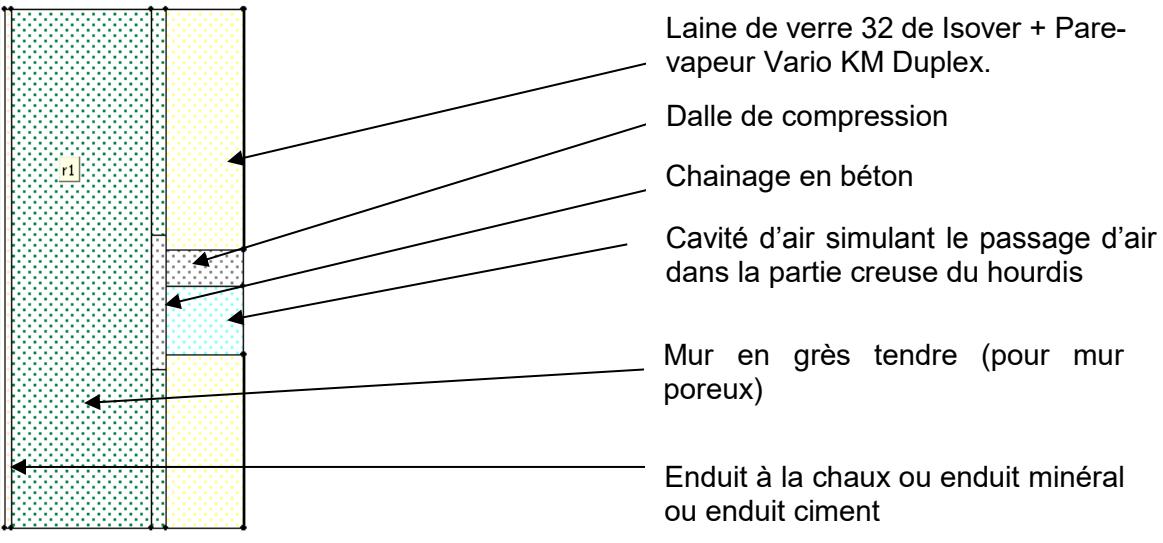 Laine de verre 32 de Isover + Pare-
vapeur Vario KM Duplex.
Dalle de compression
r1
Chainage en béton
Cavité d'air simulant le passage d'air
dans la partie creuse du hourdis
Mur en grès tendre (pour mur
poreux)
Enduit à la chaux ou enduit minéral
ou enduit ciment